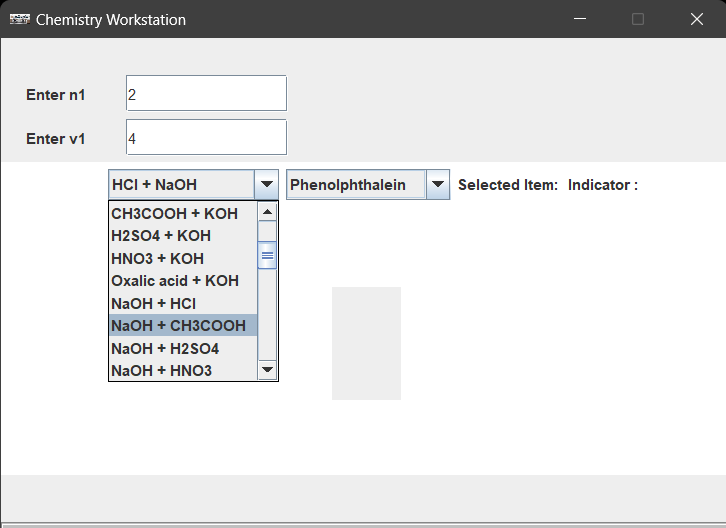 Chemistry Workstation
Enter n1 2
Enter v1 4
HCl + NaOH Phenolphthalein Selected Item: Indicator :
CH3COOH + KOH
H2SO4 + KOH
HNO3 + KOH
Oxalic acid + KOH
NaOH + HCl
NaOH + CH3COOH
NaOH + H2SO4
NaOH + HNO3